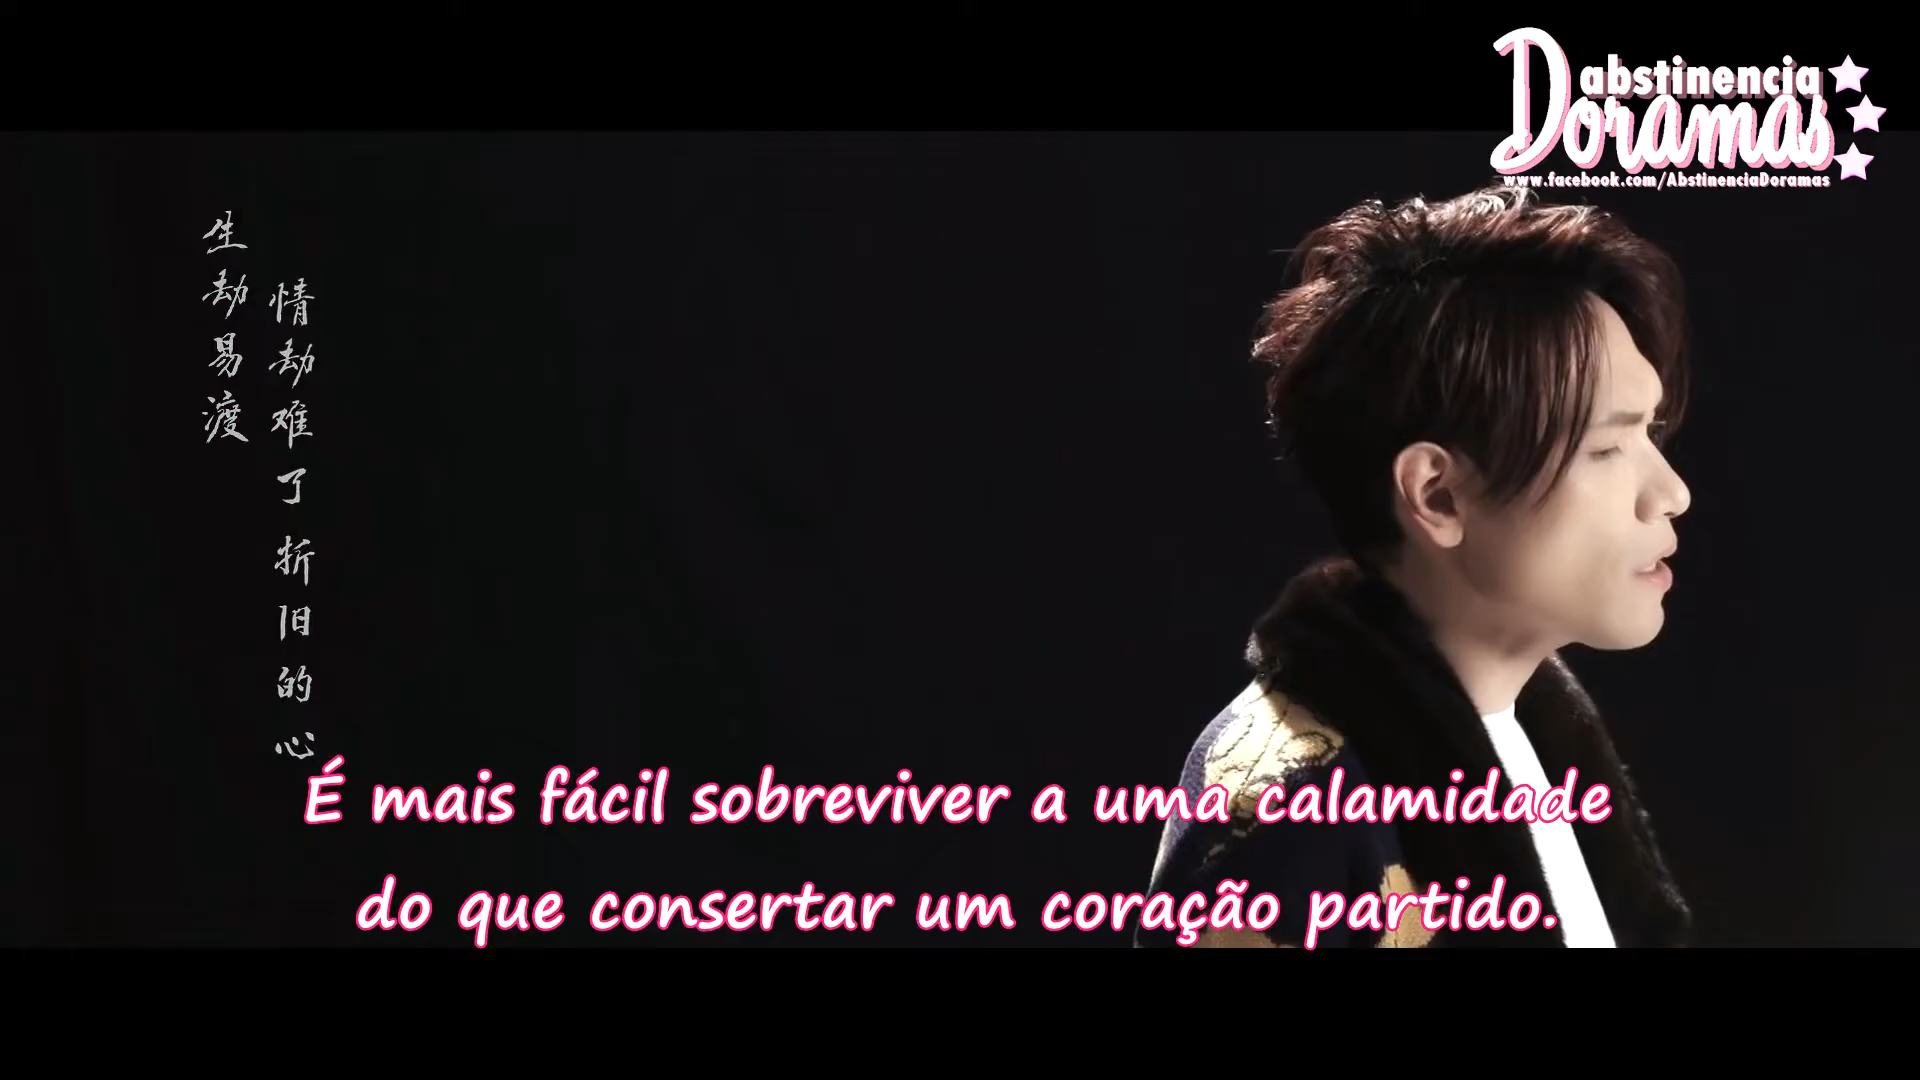 abstinencia
Doramas
www.facebook.com/AbstinenciaDoramas
生劫易渡
情劫难了 折旧的心
É mais fácil sobreviver a uma calamidade
do que consertar um coração partido.